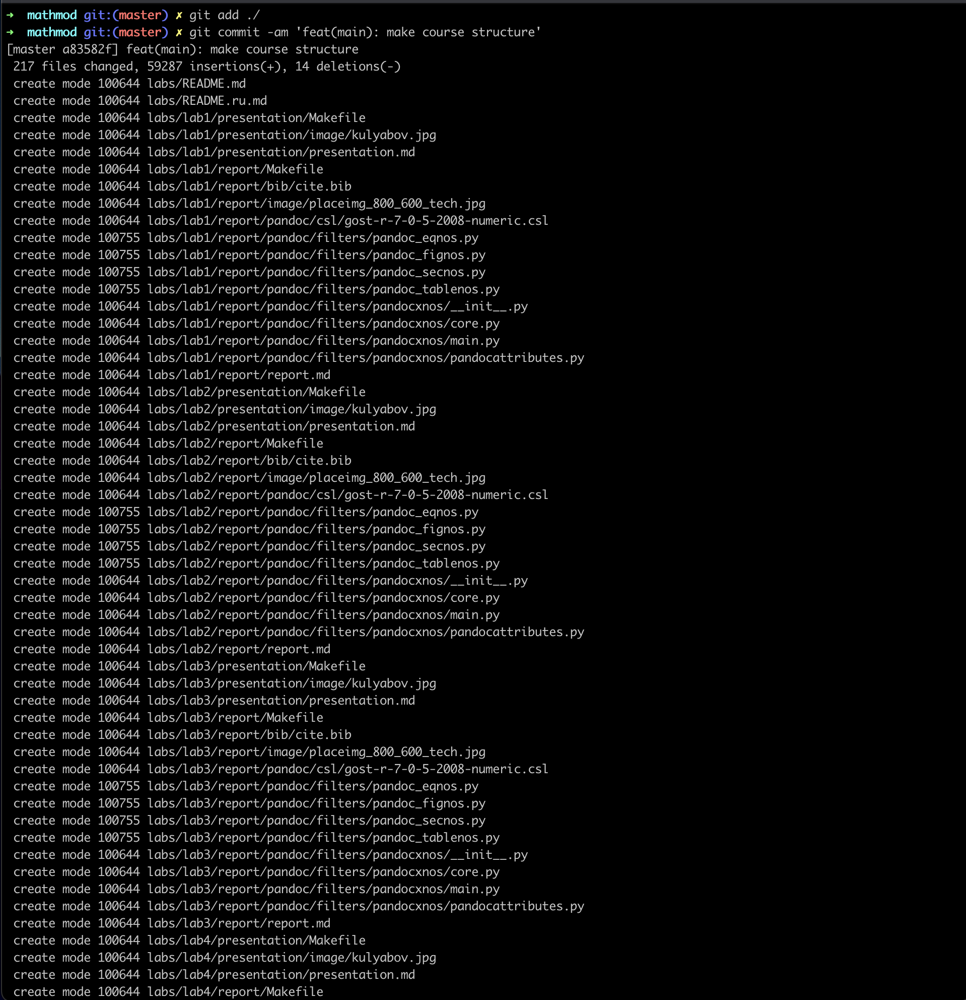 ➜  mathmod git:(master) ✗ git add ./
➜  mathmod git:(master) ✗ git commit -am 'feat(main): make course structure'
[master a83582f] feat(main): make course structure
 217 files changed, 59287 insertions(+), 14 deletions(-)
 create mode 100644 labs/README.md
 create mode 100644 labs/README.ru.md
 create mode 100644 labs/lab1/presentation/Makefile
 create mode 100644 labs/lab1/presentation/image/kulyabov.jpg
 create mode 100644 labs/lab1/presentation/presentation.md
 create mode 100644 labs/lab1/report/Makefile
 create mode 100644 labs/lab1/report/bib/cite.bib
 create mode 100644 labs/lab1/report/image/placeimg_800_600_tech.jpg
 create mode 100644 labs/lab1/report/pandoc/csl/gost-r-7-0-5-2008-numeric.csl
 create mode 100755 labs/lab1/report/pandoc/filters/pandoc_eqnos.py
 create mode 100755 labs/lab1/report/pandoc/filters/pandoc_fignos.py
 create mode 100755 labs/lab1/report/pandoc/filters/pandoc_secnos.py
 create mode 100755 labs/lab1/report/pandoc/filters/pandoc_tablenos.py
 create mode 100644 labs/lab1/report/pandoc/filters/pandocxnos/__init__.py
 create mode 100644 labs/lab1/report/pandoc/filters/pandocxnos/core.py
 create mode 100644 labs/lab1/report/pandoc/filters/pandocxnos/main.py
 create mode 100644 labs/lab1/report/pandoc/filters/pandocxnos/pandocattributes.py
 create mode 100644 labs/lab1/report/report.md
 create mode 100644 labs/lab2/presentation/Makefile
 create mode 100644 labs/lab2/presentation/image/kulyabov.jpg
 create mode 100644 labs/lab2/presentation/presentation.md
 create mode 100644 labs/lab2/report/Makefile
 create mode 100644 labs/lab2/report/bib/cite.bib
 create mode 100644 labs/lab2/report/image/placeimg_800_600_tech.jpg
 create mode 100644 labs/lab2/report/pandoc/csl/gost-r-7-0-5-2008-numeric.csl
 create mode 100755 labs/lab2/report/pandoc/filters/pandoc_eqnos.py
 create mode 100755 labs/lab2/report/pandoc/filters/pandoc_fignos.py
 create mode 100755 labs/lab2/report/pandoc/filters/pandoc_secnos.py
 create mode 100755 labs/lab2/report/pandoc/filters/pandoc_tablenos.py
 create mode 100644 labs/lab2/report/pandoc/filters/pandocxnos/__init__.py
 create mode 100644 labs/lab2/report/pandoc/filters/pandocxnos/core.py
 create mode 100644 labs/lab2/report/pandoc/filters/pandocxnos/main.py
 create mode 100644 labs/lab2/report/pandoc/filters/pandocxnos/pandocattributes.py
 create mode 100644 labs/lab2/report/report.md
 create mode 100644 labs/lab3/presentation/Makefile
 create mode 100644 labs/lab3/presentation/image/kulyabov.jpg
 create mode 100644 labs/lab3/presentation/presentation.md
 create mode 100644 labs/lab3/report/Makefile
 create mode 100644 labs/lab3/report/bib/cite.bib
 create mode 100644 labs/lab3/report/image/placeimg_800_600_tech.jpg
 create mode 100644 labs/lab3/report/pandoc/csl/gost-r-7-0-5-2008-numeric.csl
 create mode 100755 labs/lab3/report/pandoc/filters/pandoc_eqnos.py
 create mode 100755 labs/lab3/report/pandoc/filters/pandoc_fignos.py
 create mode 100755 labs/lab3/report/pandoc/filters/pandoc_secnos.py
 create mode 100755 labs/lab3/report/pandoc/filters/pandoc_tablenos.py
 create mode 100644 labs/lab3/report/pandoc/filters/pandocxnos/__init__.py
 create mode 100644 labs/lab3/report/pandoc/filters/pandocxnos/core.py
 create mode 100644 labs/lab3/report/pandoc/filters/pandocxnos/main.py
 create mode 100644 labs/lab3/report/pandoc/filters/pandocxnos/pandocattributes.py
 create mode 100644 labs/lab3/report/report.md
 create mode 100644 labs/lab4/presentation/Makefile
 create mode 100644 labs/lab4/presentation/image/kulyabov.jpg
 create mode 100644 labs/lab4/presentation/presentation.md
 create mode 100644 labs/lab4/report/Makefile